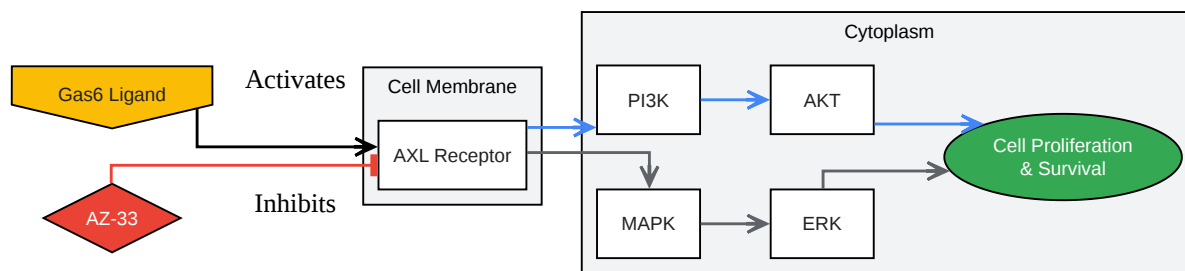 Cytoplasm
Activates
Gas6 Ligand
Cell Membrane
PI3K
AKT
AXL Receptor
Cell Proliferation
& Survival
Inhibits
AZ-33
MAPK
ERK